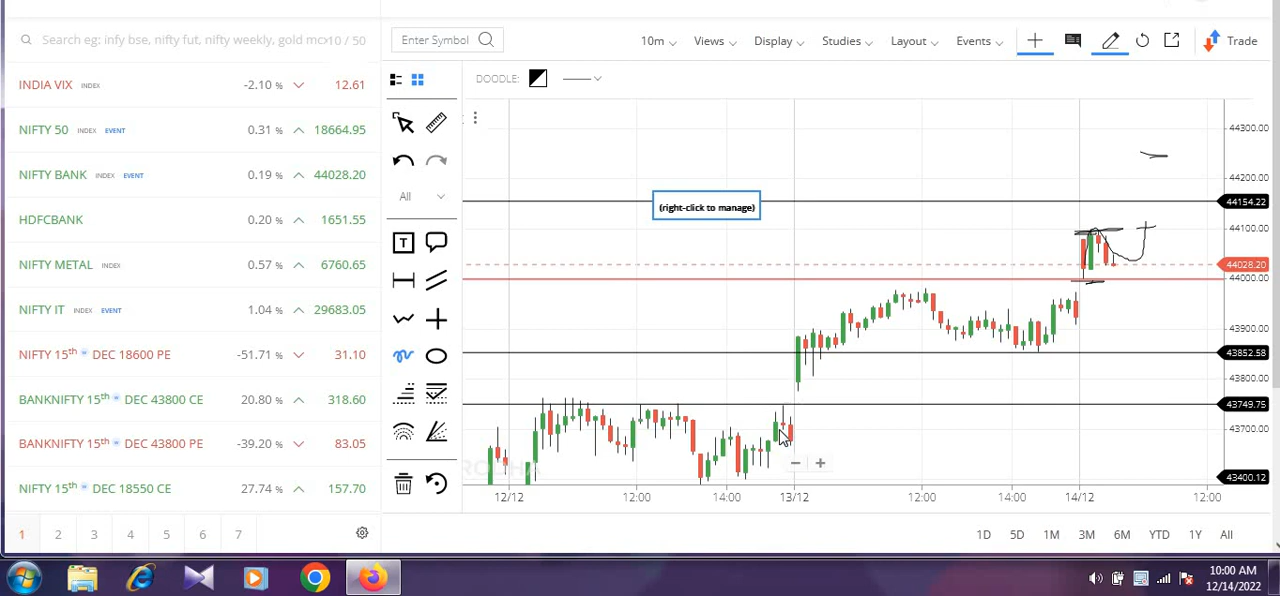 Search eg: infy bse, nifty fut, nifty weekly, gold mcx 10 / 50
Enter Symbol
10m Views Display Studies Layout Events Trade
INDIA VIX INDEX -2.10 % 12.61
DOODLE:
NIFTY 50 INDEX EVENT 0.31 % 18664.95
NIFTY BANK INDEX EVENT 0.19 % 44028.20
HDFCBANK 0.20 % 1651.55
NIFTY METAL INDEX 0.57 % 6760.65
NIFTY IT INDEX EVENT 1.04 % 29683.05
NIFTY 15th DEC 18600 PE -51.71 % 31.10
BANKNIFTY 15th DEC 43800 CE 20.80 % 318.60
BANKNIFTY 15th DEC 43800 PE -39.20 % 83.05
NIFTY 15th DEC 18550 CE 27.74 % 157.70
1 2 3 4 5 6 7
All
T
(right-click to manage)
44300.00
44200.00
44154.22
44100.00
44028.20
44000.00
43900.00
43852.58
43800.00
43749.75
43700.00
43400.12
12/12 12:00 14:00 13/12 12:00 14:00 14/12 12:00
1D 5D 1M 3M 6M YTD 1Y All
10:00 AM
12/14/2022